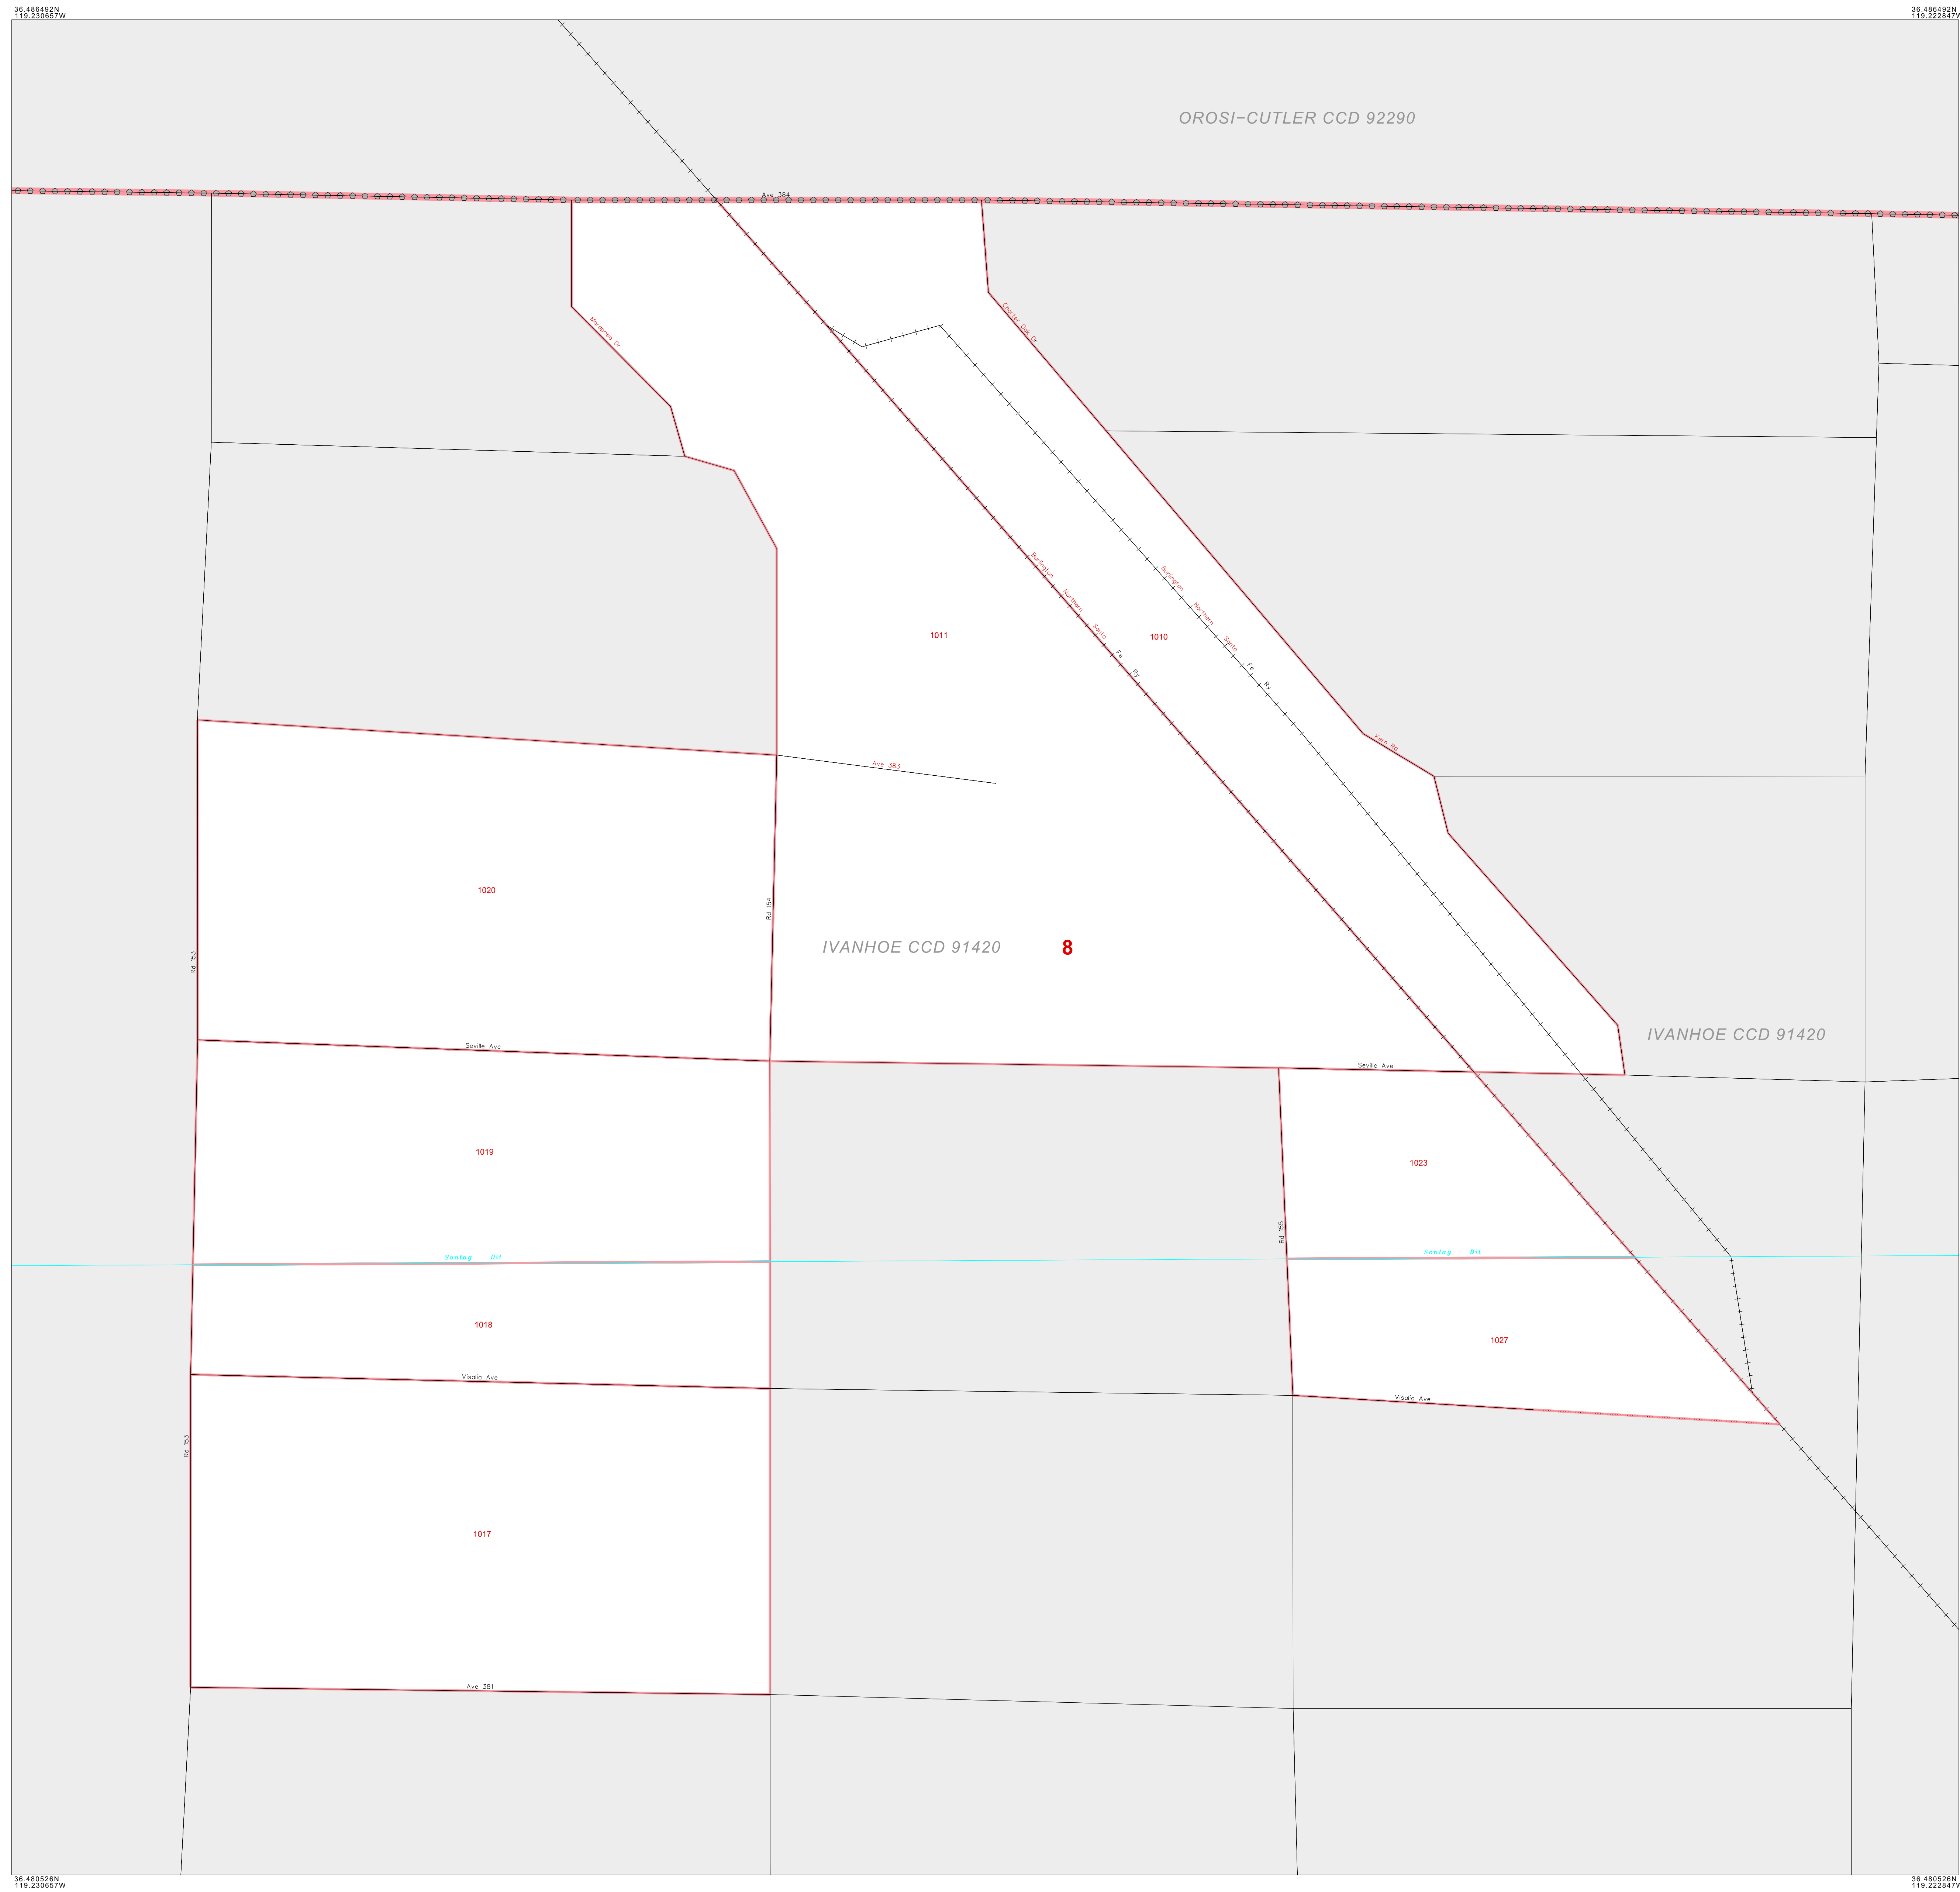 36.486492N
119.230657W
36.486492N
119.222847W
OROSI-CUTLER CCD 92290
Ave 384
Charter Oak Dr
Maraposa Dr
Burlington Northern Santa Fe Ry
Burlington Northern Santa Fe Ry
1011
1010
Kern Rd
Ave 383
1020
Rd 154
Rd 153
IVANHOE CCD 91420
8
IVANHOE CCD 91420
Seville Ave
Seville Ave
1019
1023
Rd 155
Sontag Dit
Sontag Dit
1018
1027
Visalia Ave
Visalia Ave
Rd 153
1017
Ave 381
36.480526N
119.230657W
36.480526N
119.222847W